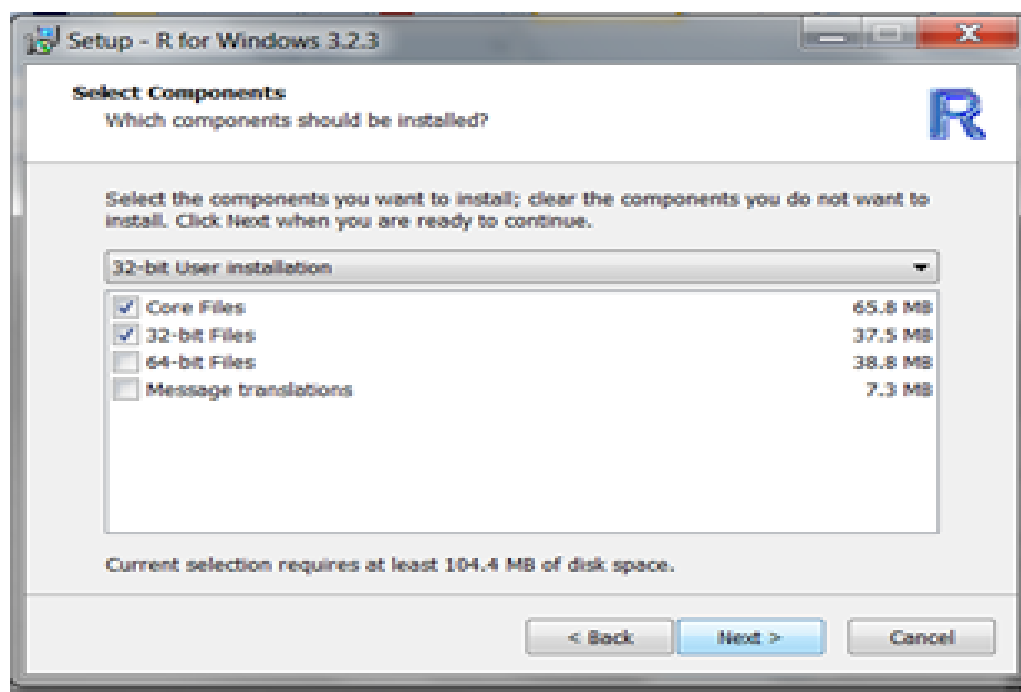 Setup - R for Windows 3.2.3
Select Components
Which components should be installed?
R
Select the components you want to install; clear the components you do not want to
install. Click Next when you are ready to continue.
32-bit User installation
Core Files 65.8 MB
32-bit Files 37.5 MB
64-bit Files 38.8 MB
Message translations 7.3 MB
Current selection requires at least 104.4 MB of disk space.
< Back Next > Cancel